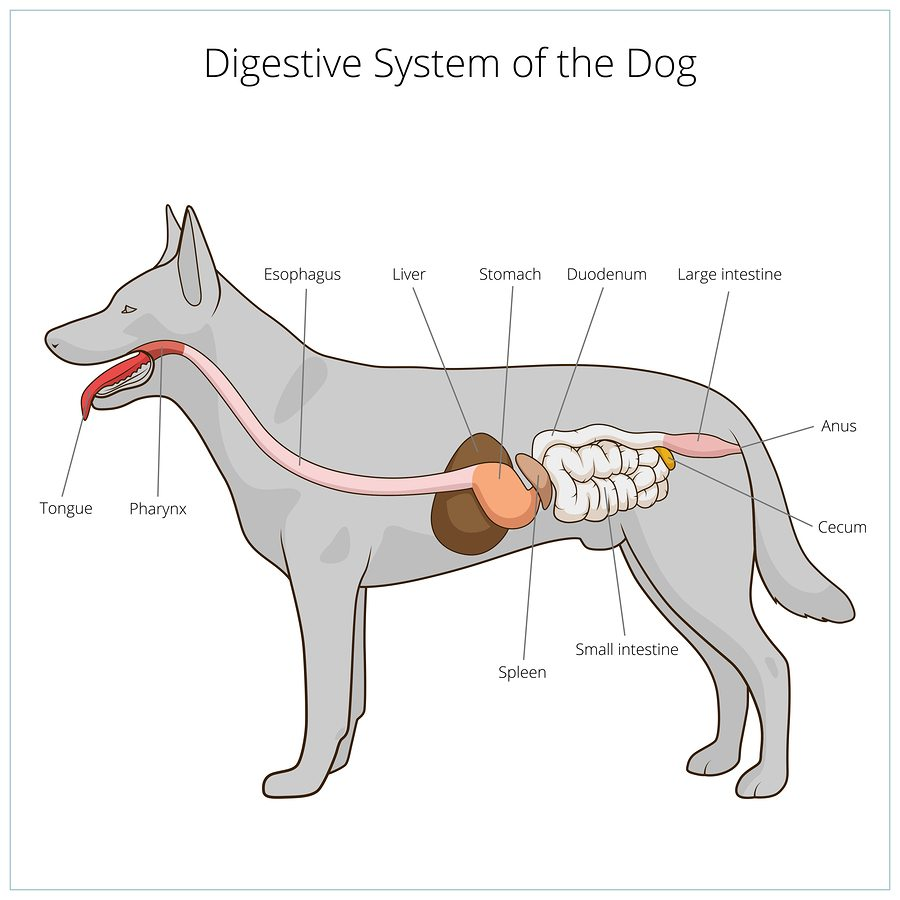 Digestive System of the Dog
Esophagus
Liver
Stomach
Duodenum
Large intestine
Anus
Tongue
Pharynx
Cecum
Small intestine
Spleen